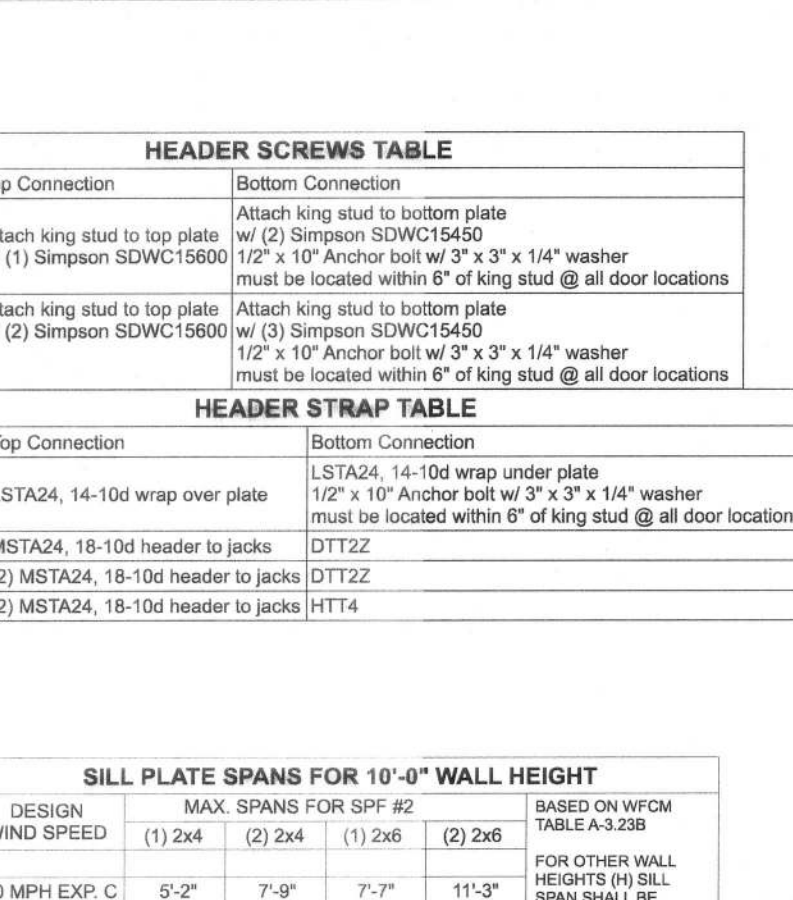 HEADER SCREWS TABLE
Connection
Bottom Connection
king stud to top plate
(1) Simpson SDWC15600
Attach king stud to bottom plate
w/ (2) Simpson SDWC15450
1/2" x 10" Anchor bolt w/ 3" x 3" x 1/4" washer
must be located within 6" of king stud @ all door locations
king stud to top plate
(2) Simpson SDWC15600
Attach king stud to bottom plate
w/ (3) Simpson SDWC15450
1/2" x 10" Anchor bolt w/ 3" x 3" x 1/4" washer
must be located within 6" of king stud @ all door locations
HEADER STRAP TABLE
Connection
Bottom Connection
STA24, 14-10d wrap over plate
LSTA24, 14-10d wrap under plate
1/2" x 10" Anchor bolt w/ 3" x 3" x 1/4" washer
must be located within 6" of king stud @ all door location
MSTA24, 18-10d header to jacks
DTT2Z
2) MSTA24, 18-10d header to jacks
DTT2Z
2) MSTA24, 18-10d header to jacks
HTT4
SILL PLATE SPANS FOR 10'-0" WALL HEIGHT
DESIGN
WIND SPEED
MAX. SPANS FOR SPF #2
(1) 2x4
(2) 2x4
(1) 2x6
(2) 2x6
BASED ON WFCM
TABLE A-3.23B
FOR OTHER WALL
HEIGHTS (H) SILL
SPAN SHALL BE
0 MPH EXP. C
5'-2"
7'-9"
7'-7"
11'-3"